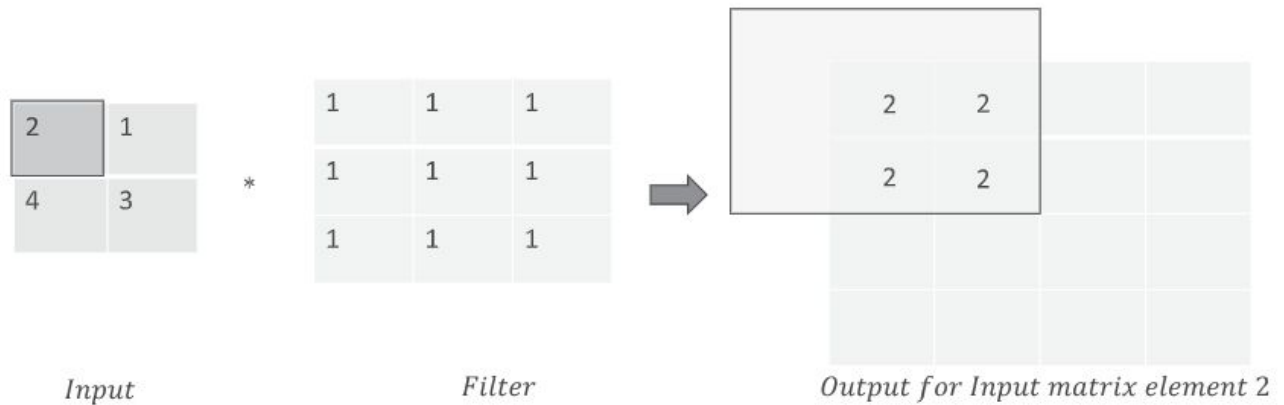 2 1
4 3
*
1 1 1
1 1 1
1 1 1
2 2
2 2
Input
Filter
Output for Input matrix element 2